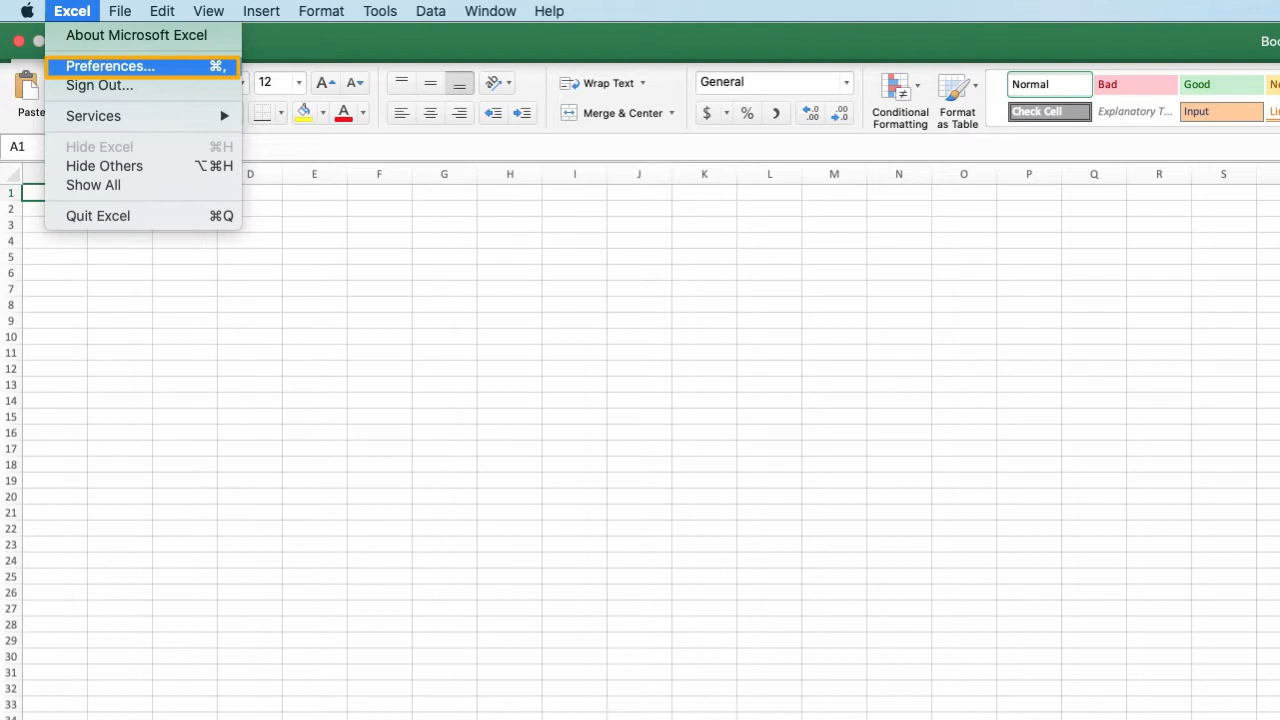 Excel File Edit View Insert Format Tools Data Window Help
About Microsoft Excel
Boo
Preferences... ⌘,
Sign Out...
Services ▶
Hide Excel ⌘H
Hide Others ⌥⌘H
Show All
Quit Excel ⌘Q
Paste
12 A A
Wrap Text
General
Merge & Center
A
$ % .00 .00
Conditional Formatting
Format as Table
Normal Bad Good
Check Cell Explanatory T... Input
A1
D E F G H I J K L M N O P Q R S
1
2
3
4
5
6
7
8
9
10
11
12
13
14
15
16
17
18
19
20
21
22
23
24
25
26
27
28
29
30
31
32
33